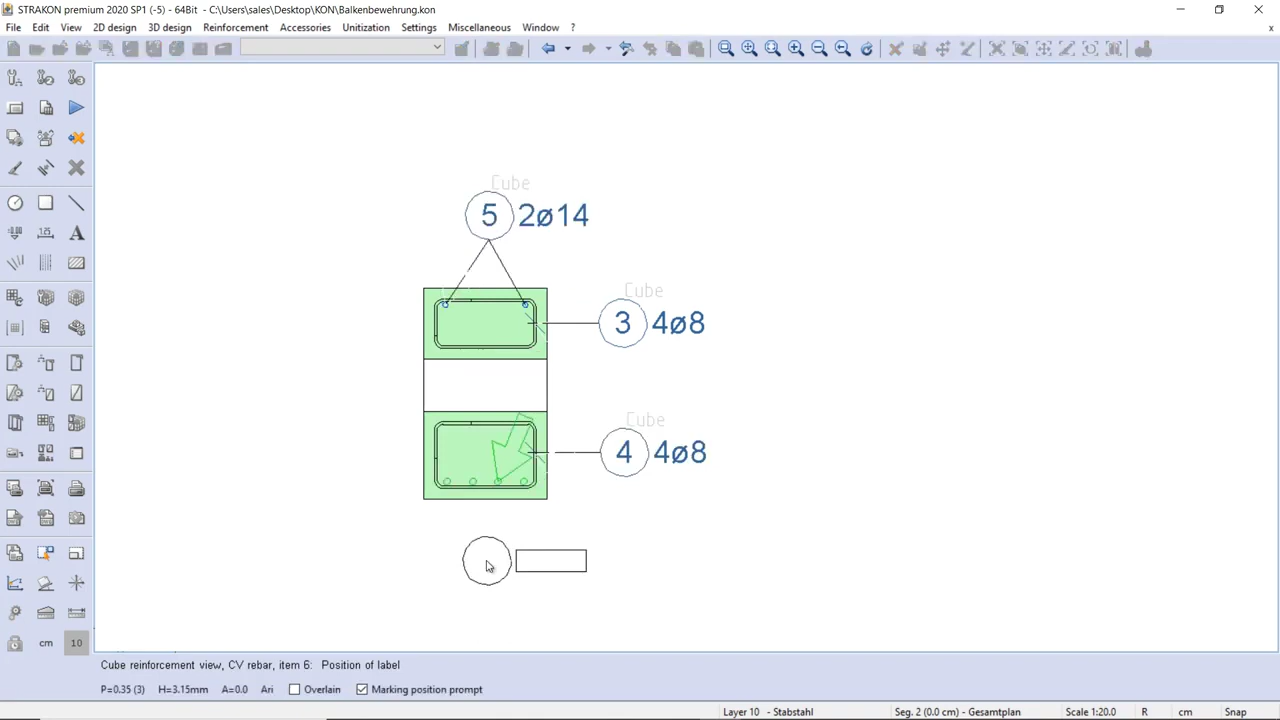 STRAKON premium 2020 SP1 (-5) - 64Bit - C:\Users\sales\Desktop\KON\Balkenbewehrung.kon
File Edit View 2D design 3D design Reinforcement Accessories Unitization Settings Miscellaneous Window ?
Cube
5 2ø14
Cube
3 4ø8
Cube
4 4ø8
cm 10
Cube reinforcement view, CV rebar, item 6: Position of label
P=0.35 (3) H=3.15mm A=0.0 Ari Overlain Marking position prompt
Layer 10 - Stabstahl Seg. 2 (0.0 cm) - Gesamtplan Scale 1:20.0 R cm Snap